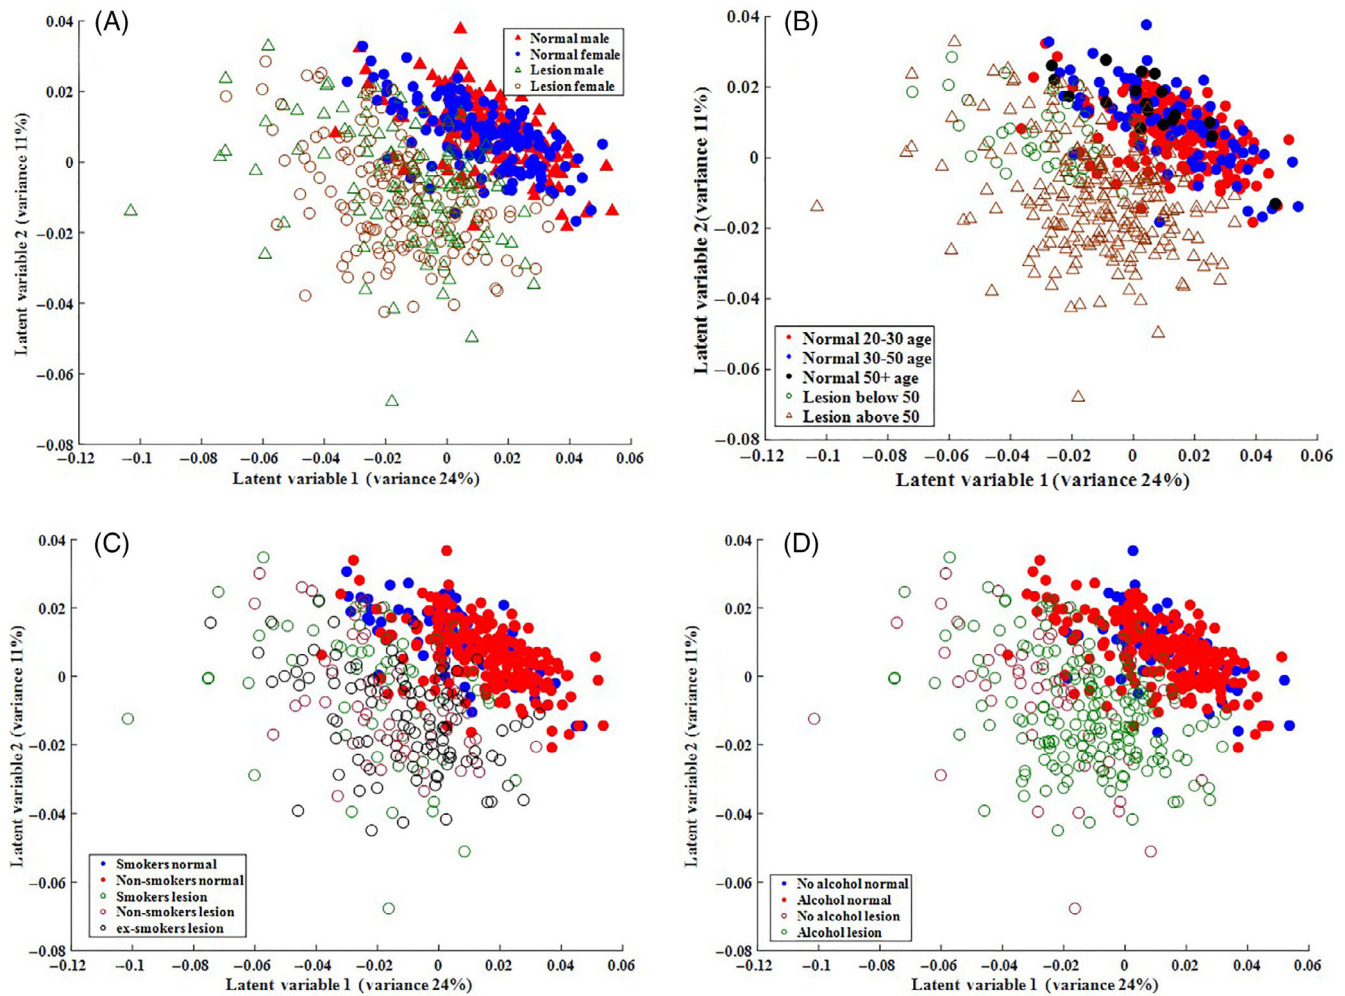 (A)
0.04
0.02
0
−0.02
−0.04
−0.06
−0.08
Latent variable 2 (variance 11%)
Normal male
Normal female
Lesion male
Lesion female
−0.12 −0.1 −0.08 −0.06 −0.04 −0.02 0 0.02 0.04 0.06
Latent variable 1 (variance 24%)
(B)
0.04
0.02
0
−0.02
−0.04
−0.06
−0.08
Latent variable 2(variance 11%)
Normal 20-30 age
Normal 30-50 age
Normal 50+ age
Lesion below 50
Lesion above 50
−0.12 −0.1 −0.08 −0.06 −0.04 −0.02 0 0.02 0.04 0.06
Latent variable 1 (variance 24%)
(C)
0.04
0.02
0
−0.02
−0.04
−0.06
−0.08
Latent variable 2 (variance 11%)
Smokers normal
Non-smokers normal
Smokers lesion
Non-smokers lesion
ex-smokers lesion
−0.12 −0.1 −0.08 −0.06 −0.04 −0.02 0 0.02 0.04 0.06
Latent variable 1 (variance 24%)
(D)
0.04
0.02
0
−0.02
−0.04
−0.06
−0.08
Latent variable 2 (variance 11%)
No alcohol normal
Alcohol normal
No alcohol lesion
Alcohol lesion
−0.12 −0.1 −0.08 −0.06 −0.04 −0.02 0 0.02 0.04 0.06
Latent variable 1 (variance 24%)